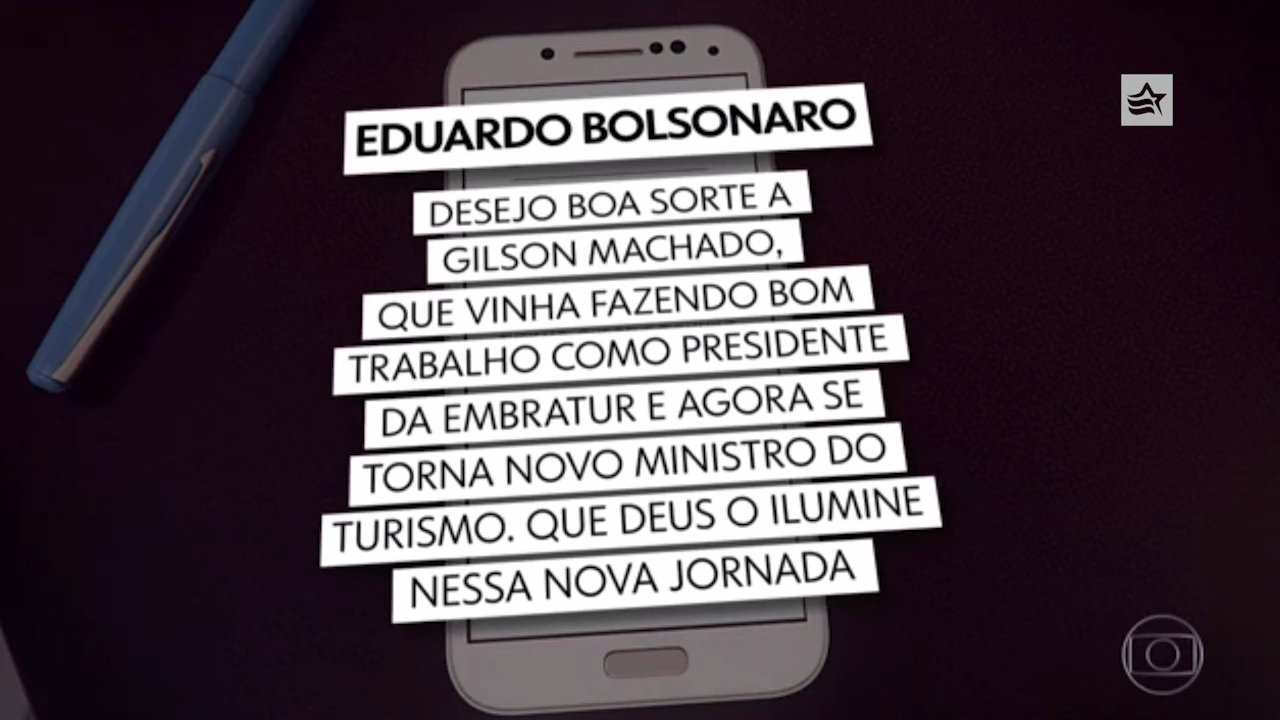 EDUARDO BOLSONARO
DESEJO BOA SORTE A
GILSON MACHADO,
QUE VINHA FAZENDO BOM
TRABALHO COMO PRESIDENTE
DA EMBRATUR E AGORA SE
TORNA NOVO MINISTRO DO
TURISMO. QUE DEUS O ILUMINE
NESSA NOVA JORNADA